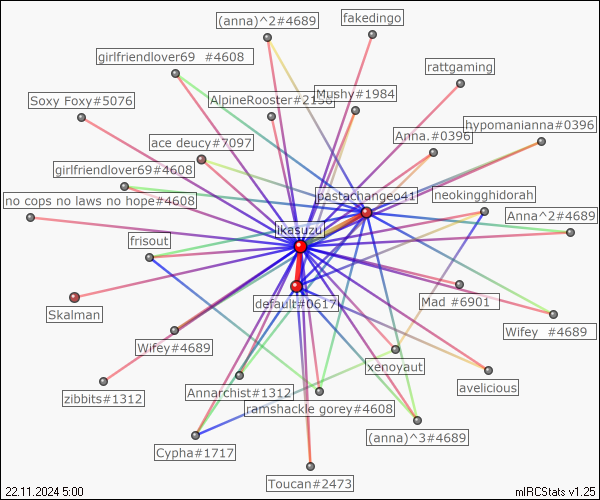 (anna)^2#4689
fakedingo
girlfriendlover69 #4608
rattgaming
Soxy Foxy#5076
AlpineRooster#2136
Mushy#1984
hypomanianna#0396
ace deucy#7097
Anna.#0396
girlfriendlover69#4608
no cops no laws no hope#4608
pastachangeo41
neokingghidorah
Anna^2#4689
ikasuzu
frisout
default#0617
Mad #6901
Skalman
Wifey #4689
Wifey#4689
xenoyaut
avelicious
zibbits#1312
Annarchist#1312
ramshackle gorey#4608
(anna)^3#4689
Cypha#1717
Toucan#2473
22.11.2024 5:00
mIRCStats v1.25